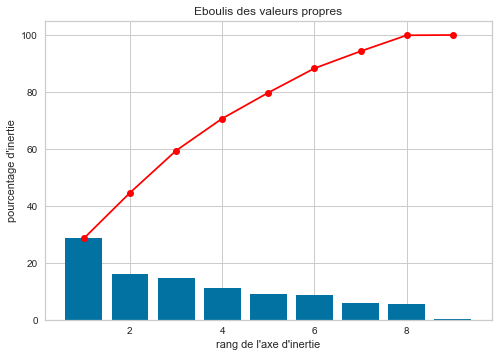 Eboulis des valeurs propres
100
80
60
40
20
0
pourcentage d'inertie
2 4 6 8
rang de l'axe d'inertie